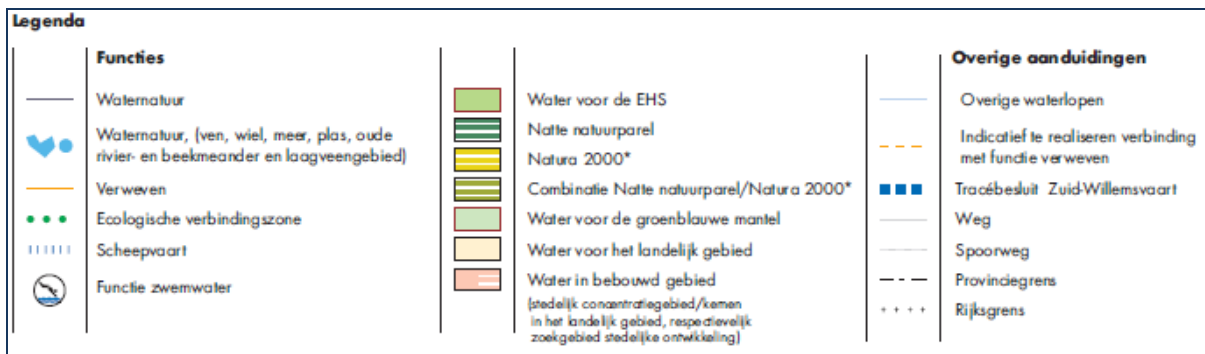 Legenda
Functies
Waternatuur
Waternatuur, (ven, wiel, meer, plas, oude
rivier- en beekmeander en laagveengebied)
Verweven
Ecologische verbindingszone
Scheepvaart
Functie zwemwater
Water voor de EHS
Natte natuurparel
Natura 2000*
Combinatie Natte natuurparel/Natura 2000*
Water voor de groenblauwe mantel
Water voor het landelijk gebied
Water in bebouwd gebied
(stedelijk concentratiegebied/kernen
in het landelijk gebied, respectievelijk
zoekgebied stedelijke ontwikkeling)
Overige aanduidingen
Overige waterlopen
Indicatief te realiseren verbinding
met functie verweven
Tracébesluit Zuid-Willemsvaart
Weg
Spoorweg
Provinciegrens
Rijksgrens